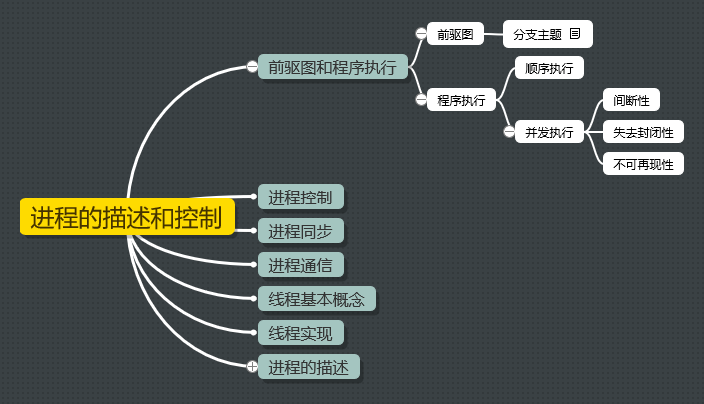 进程的描述和控制
前驱图和程序执行
前驱图
分支主题
程序执行
顺序执行
并发执行
间断性
失去封闭性
不可再现性
进程控制
进程同步
进程通信
线程基本概念
线程实现
进程的描述